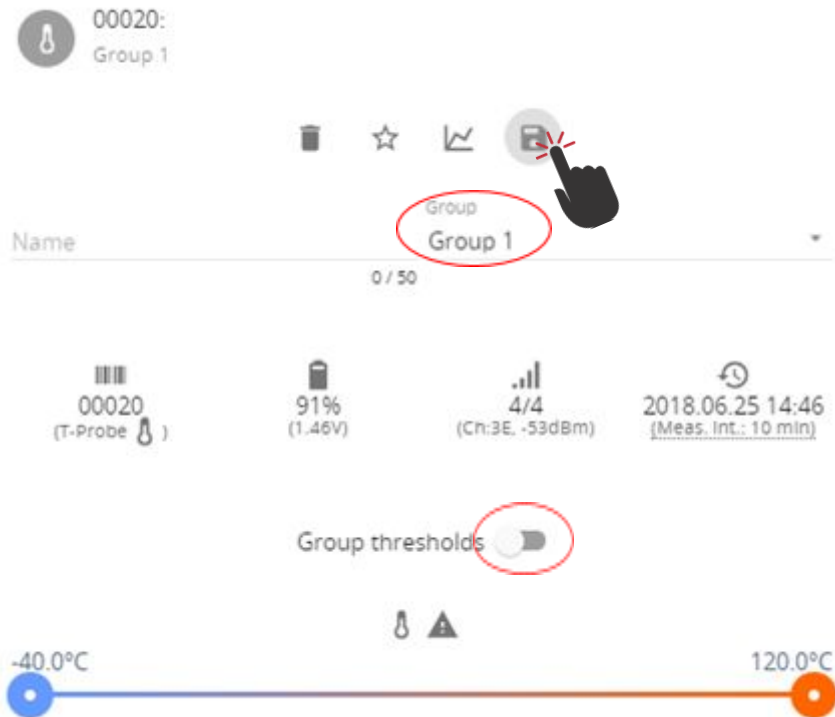 00020:
Group 1
Group
Name
Group 1
0 / 50
00020
91%
4/4
2018.06.25 14:46
(T-Probe )
(1.46V)
(Ch:3E, -53dBm)
(Meas. Int.: 10 min)
Group thresholds
-40.0°C
120.0°C